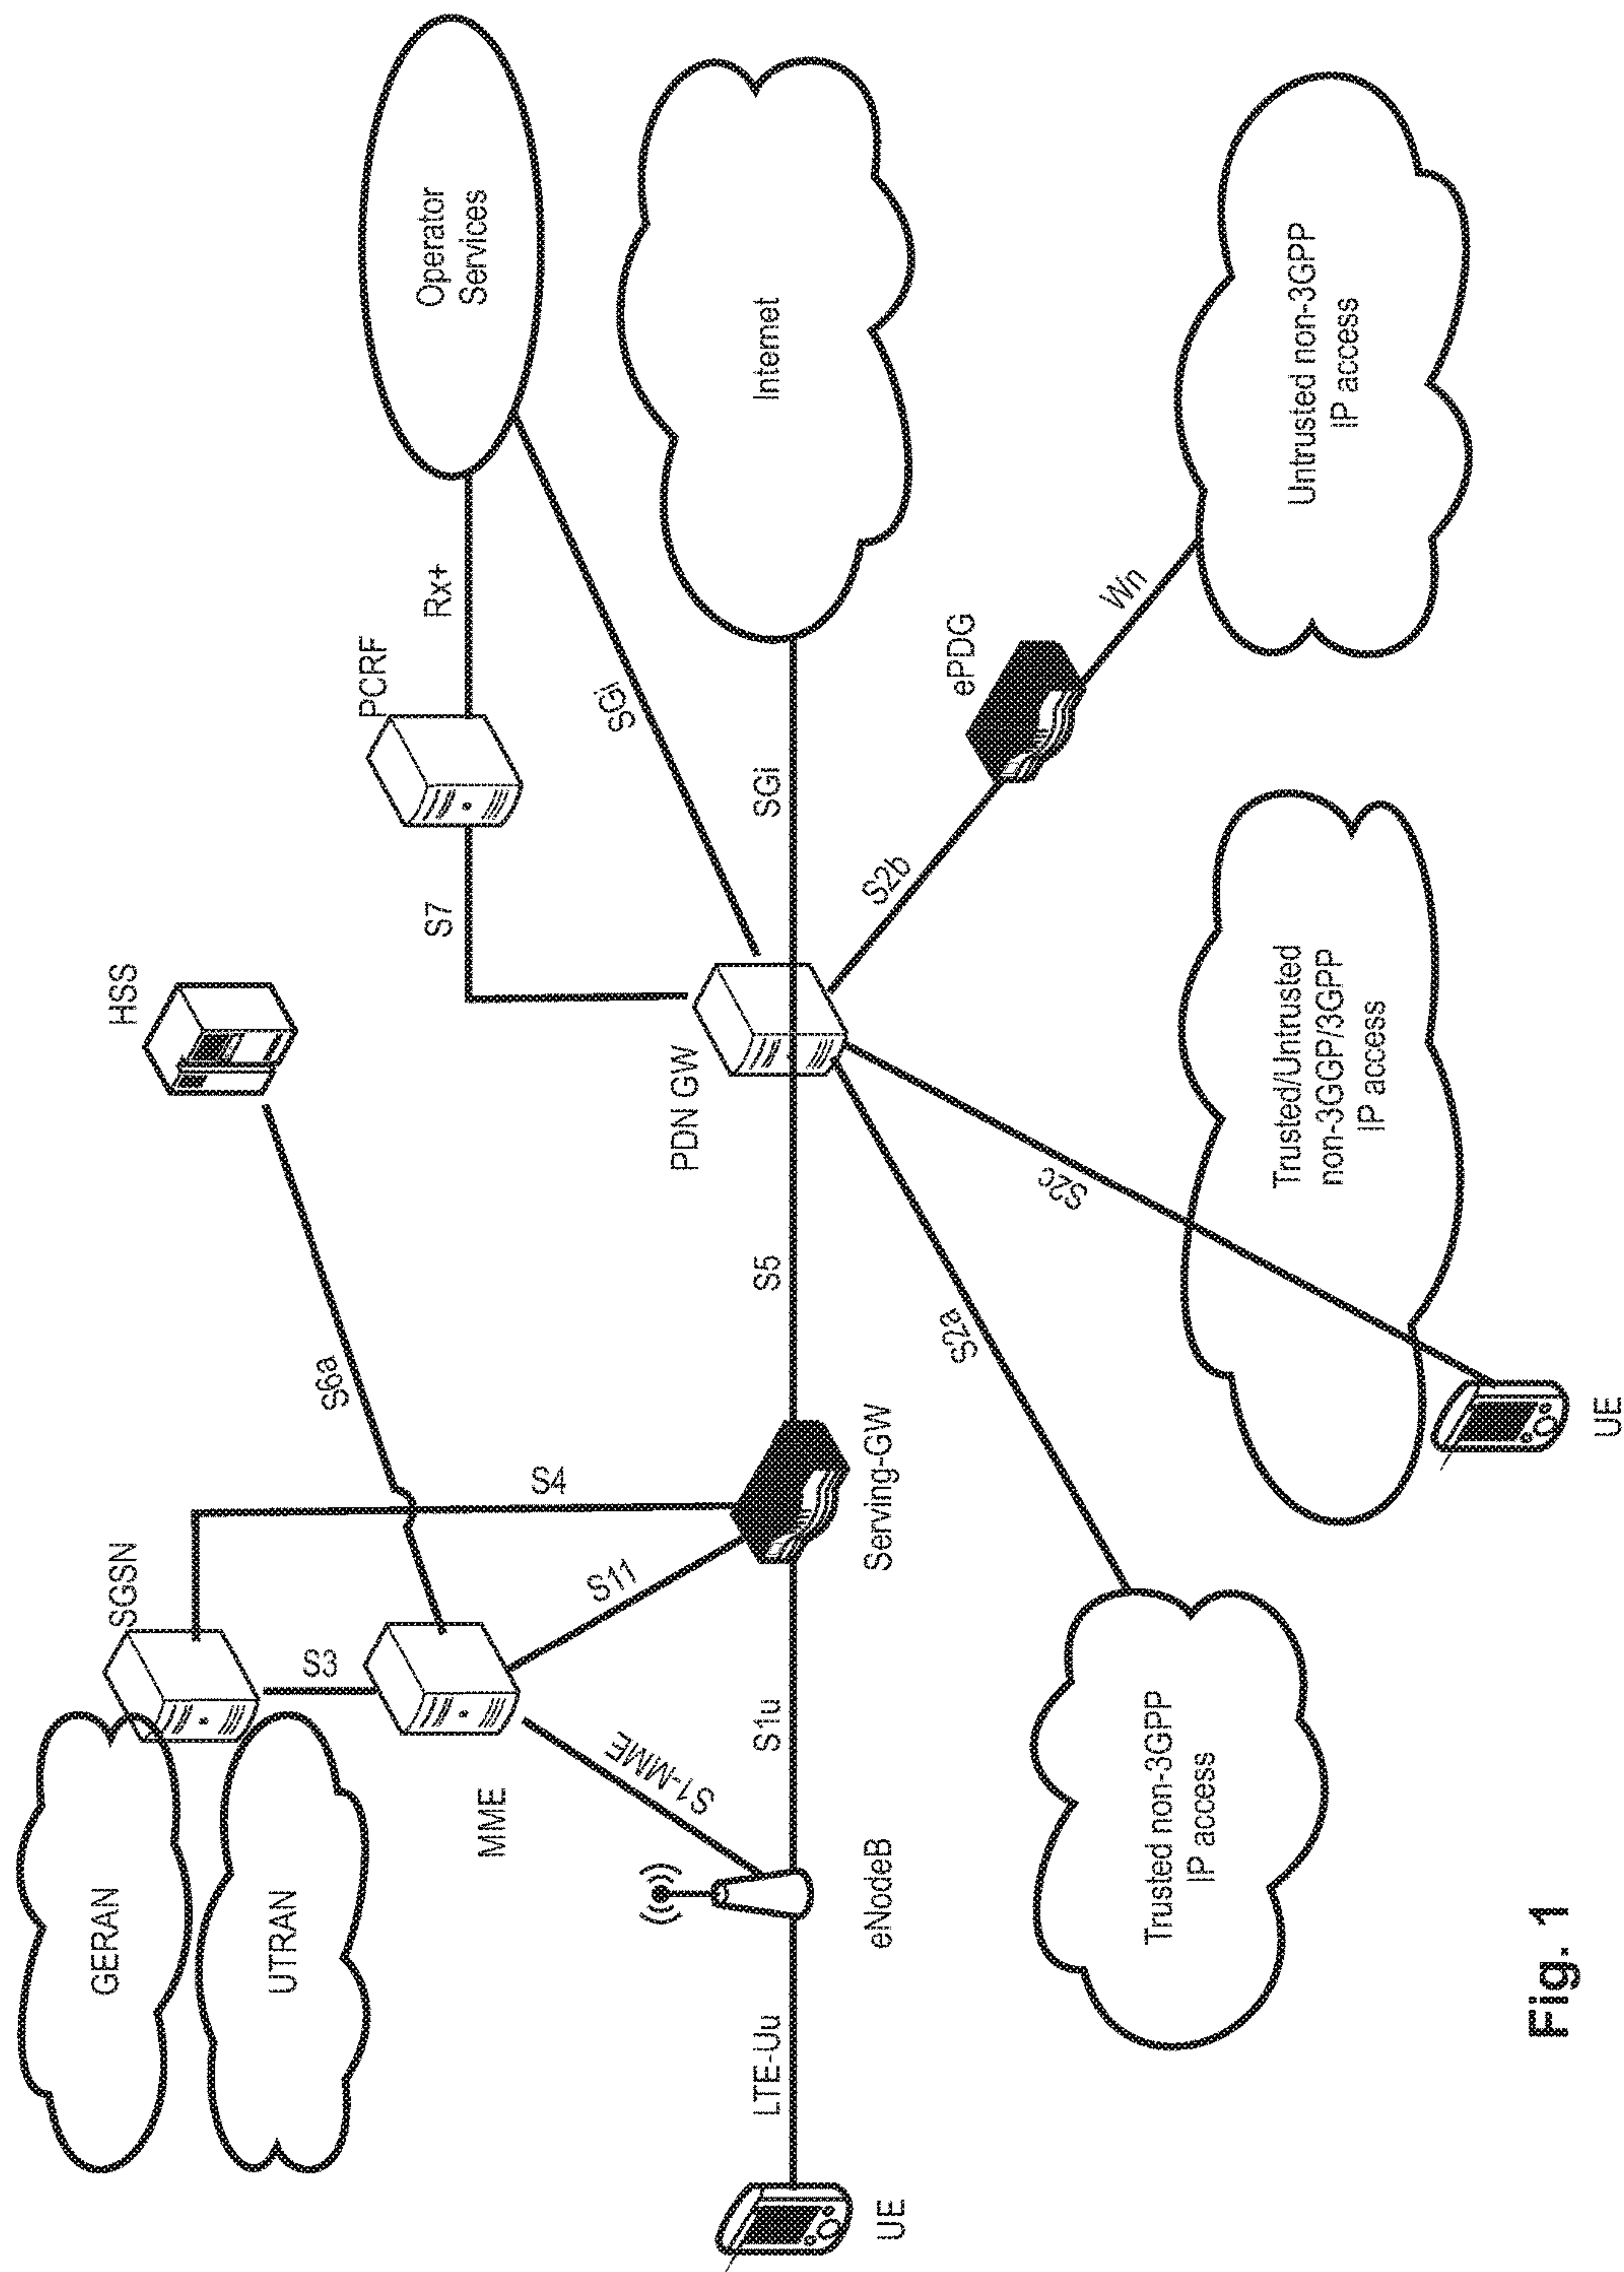 GERAN
UTRAN
SGSN
HSS
S3
S6a
S4
MME
S11
S1-MME
PCRF
S7
Rx+
Operator
Services
SGi
UE
LTE-Uu
eNodeB
S1u
Serving-GW
S5
PDN GW
SGi
Internet
S2a
S2c
S2b
ePDG
Wn
Trusted non-3GPP
IP access
Trusted/Untrusted
non-3GGP/3GPP
IP access
Untrusted non-3GPP
IP access
UE
Fig. 1